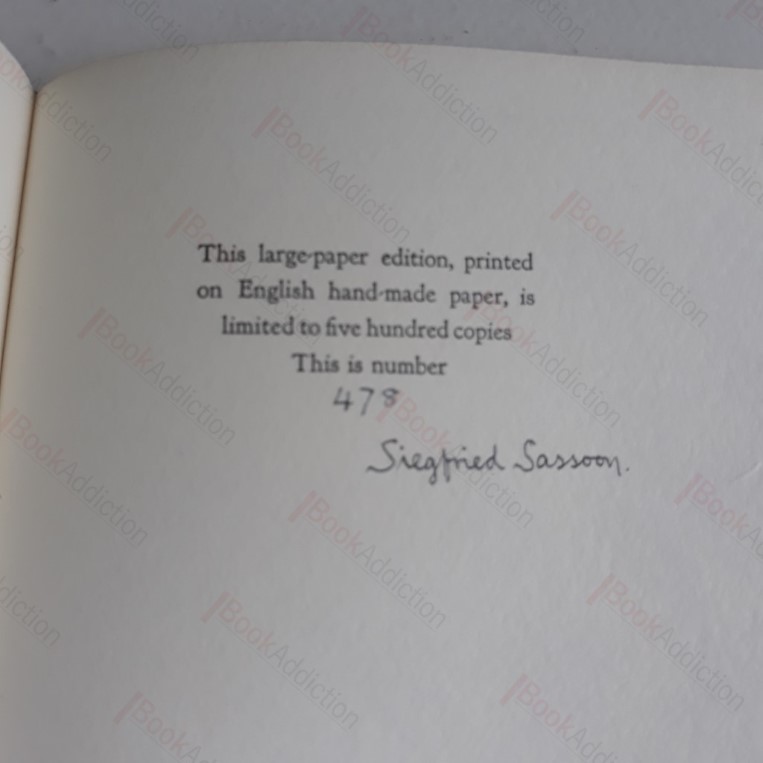 This large-paper edition, printed
on English hand-made paper, is
limited to five hundred copies
This is number
478
Siegfried Sassoon.
BookAddiction